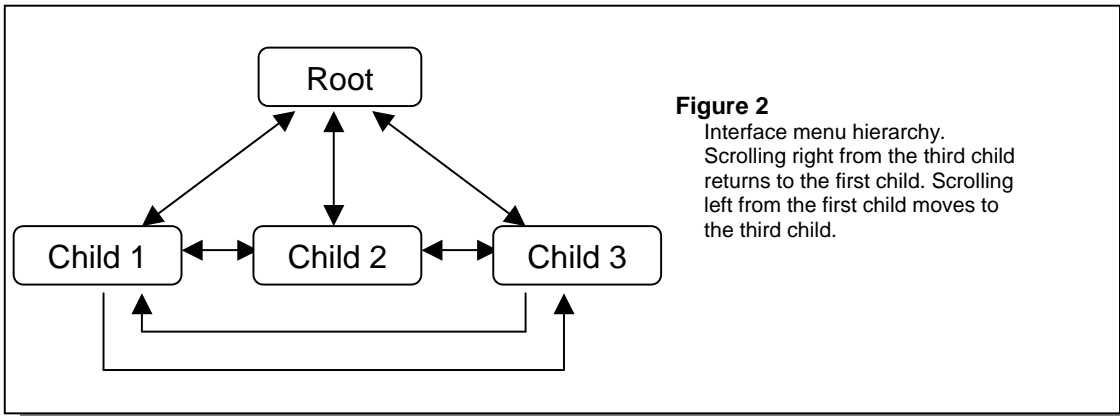 Root
Child 1
Child 2
Child 3
Figure 2
Interface menu hierarchy.
Scrolling right from the third child
returns to the first child. Scrolling
left from the first child moves to
the third child.